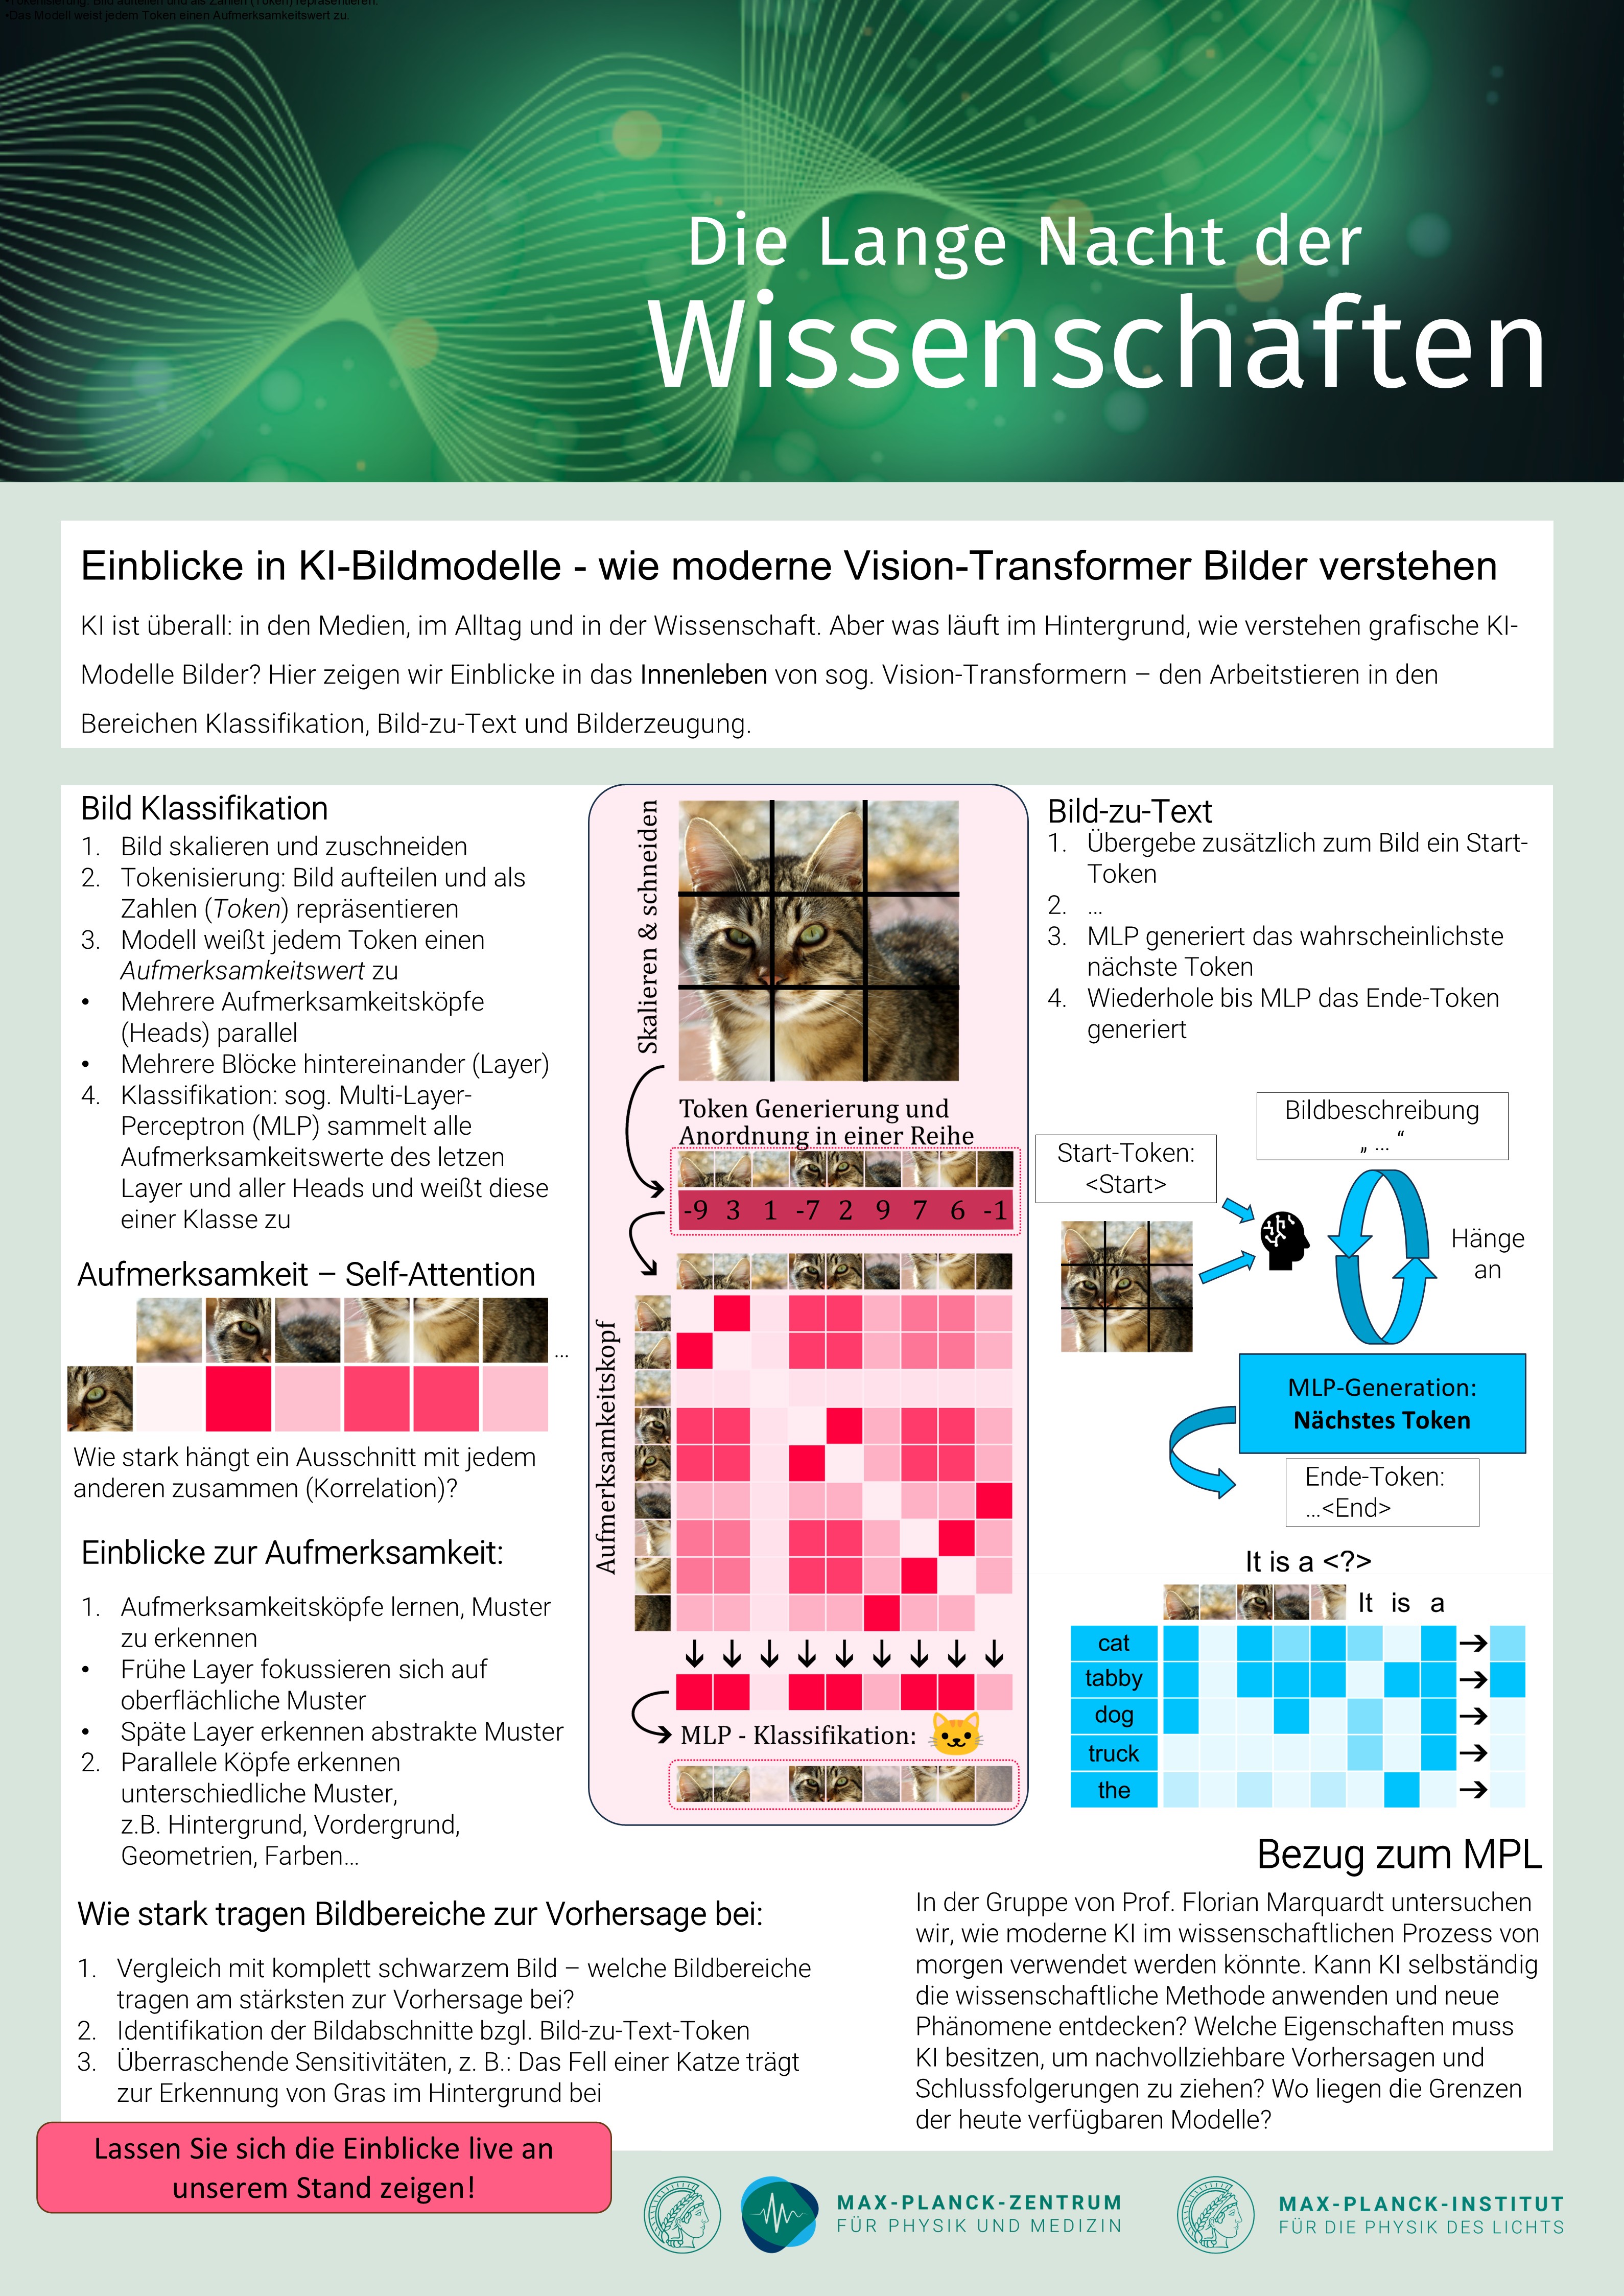 •Tokenisierung: Bild aufteilen und als Zahlen (Token) repräsentieren.
•Das Modell weist jedem Token einen Aufmerksamkeitswert zu.
Die Lange Nacht der
Wissenschaften
Einblicke in KI-Bildmodelle - wie moderne Vision-Transformer Bilder verstehen
KI ist überall: in den Medien, im Alltag und in der Wissenschaft. Aber was läuft im Hintergrund, wie verstehen grafische KI-
Modelle Bilder? Hier zeigen wir Einblicke in das Innenleben von sog. Vision-Transformern – den Arbeitstieren in den
Bereichen Klassifikation, Bild-zu-Text und Bilderzeugung.
Bild Klassifikation
1. Bild skalieren und zuschneiden
2. Tokenisierung: Bild aufteilen und als
Zahlen (Token) repräsentieren
3. Modell weißt jedem Token einen
Aufmerksamkeitswert zu
• Mehrere Aufmerksamkeitsköpfe
(Heads) parallel
• Mehrere Blöcke hintereinander (Layer)
4. Klassifikation: sog. Multi-Layer-
Perceptron (MLP) sammelt alle
Aufmerksamkeitswerte des letzen
Layer und aller Heads und weißt diese
einer Klasse zu
Aufmerksamkeit – Self-Attention
...
Wie stark hängt ein Ausschnitt mit jedem
anderen zusammen (Korrelation)?
Einblicke zur Aufmerksamkeit:
1. Aufmerksamkeitsköpfe lernen, Muster
zu erkennen
• Frühe Layer fokussieren sich auf
oberflächliche Muster
• Späte Layer erkennen abstrakte Muster
2. Parallele Köpfe erkennen
unterschiedliche Muster,
z.B. Hintergrund, Vordergrund,
Geometrien, Farben...
Skalieren & schneiden
Token Generierung und
Anordnung in einer Reihe
-9 3 1 -7 2 9 7 6 -1
Aufmerksamkeitskopf
MLP - Klassifikation:
Bild-zu-Text
1. Übergebe zusätzlich zum Bild ein Start-
Token
2. ...
3. MLP generiert das wahrscheinlichste
nächste Token
4. Wiederhole bis MLP das Ende-Token
generiert
Bildbeschreibung
„ ... “
Start-Token:
<Start>
Hänge
an
MLP-Generation:
Nächstes Token
Ende-Token:
...<End>
It is a <?>
It is a
cat
tabby
dog
truck
the
Wie stark tragen Bildbereiche zur Vorhersage bei:
1. Vergleich mit komplett schwarzem Bild – welche Bildbereiche
tragen am stärksten zur Vorhersage bei?
2. Identifikation der Bildabschnitte bzgl. Bild-zu-Text-Token
3. Überraschende Sensitivitäten, z. B.: Das Fell einer Katze trägt
zur Erkennung von Gras im Hintergrund bei
Bezug zum MPL
In der Gruppe von Prof. Florian Marquardt untersuchen
wir, wie moderne KI im wissenschaftlichen Prozess von
morgen verwendet werden könnte. Kann KI selbständig
die wissenschaftliche Methode anwenden und neue
Phänomene entdecken? Welche Eigenschaften muss
KI besitzen, um nachvollziehbare Vorhersagen und
Schlussfolgerungen zu ziehen? Wo liegen die Grenzen
der heute verfügbaren Modelle?
Lassen Sie sich die Einblicke live an
unserem Stand zeigen!
MAX-PLANCK-ZENTRUM
FÜR PHYSIK UND MEDIZIN
MAX-PLANCK-INSTITUT
FÜR DIE PHYSIK DES LICHTS